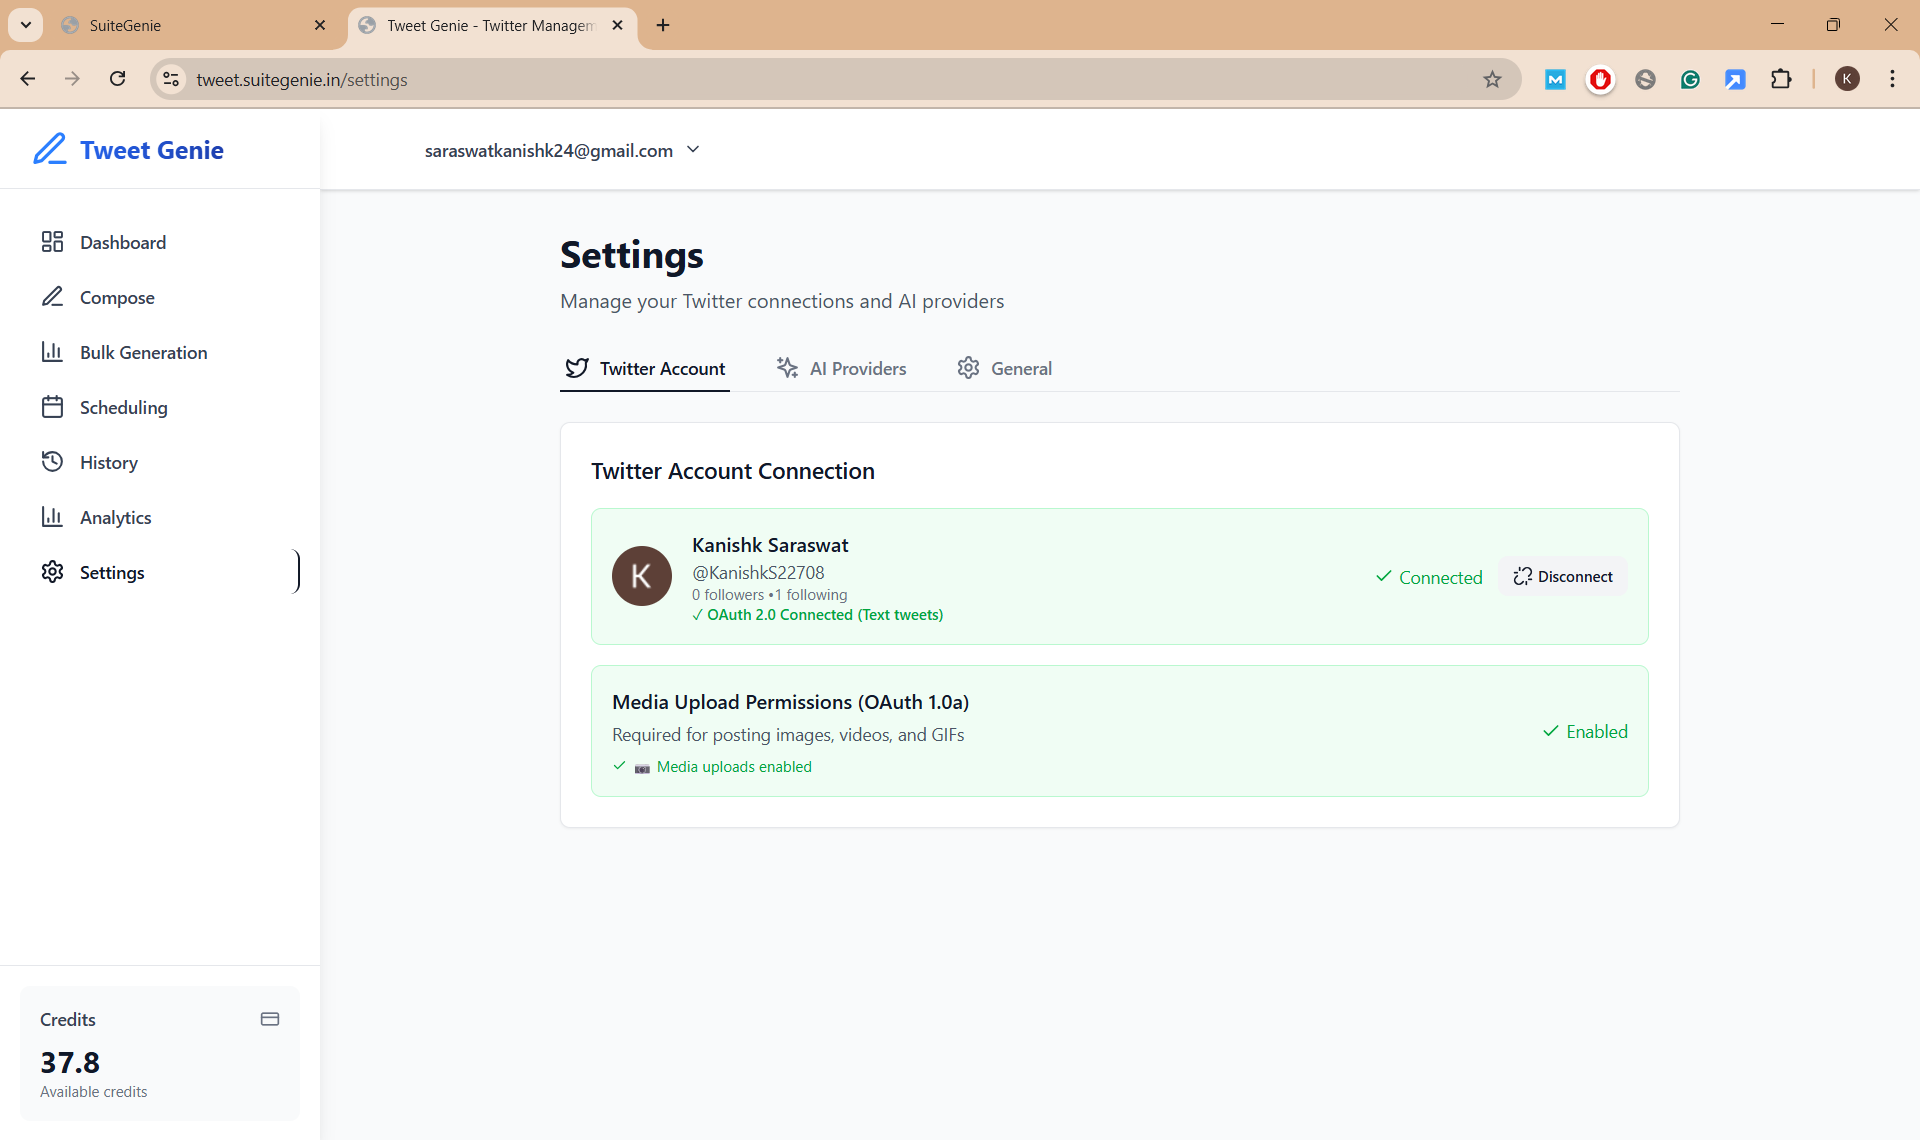 SuiteGenie
Tweet Genie - Twitter Managem
tweet.suitegenie.in/settings
K
Tweet Genie
saraswatkanishk24@gmail.com
Dashboard
Compose
Bulk Generation
Scheduling
History
Analytics
Settings
Settings
Manage your Twitter connections and AI providers
Twitter Account
AI Providers
General
Twitter Account Connection
K
Kanishk Saraswat
@KanishkS22708
0 followers •1 following
✓ OAuth 2.0 Connected (Text tweets)
Connected
Disconnect
Media Upload Permissions (OAuth 1.0a)
Required for posting images, videos, and GIFs
Media uploads enabled
Enabled
Credits
37.8
Available credits